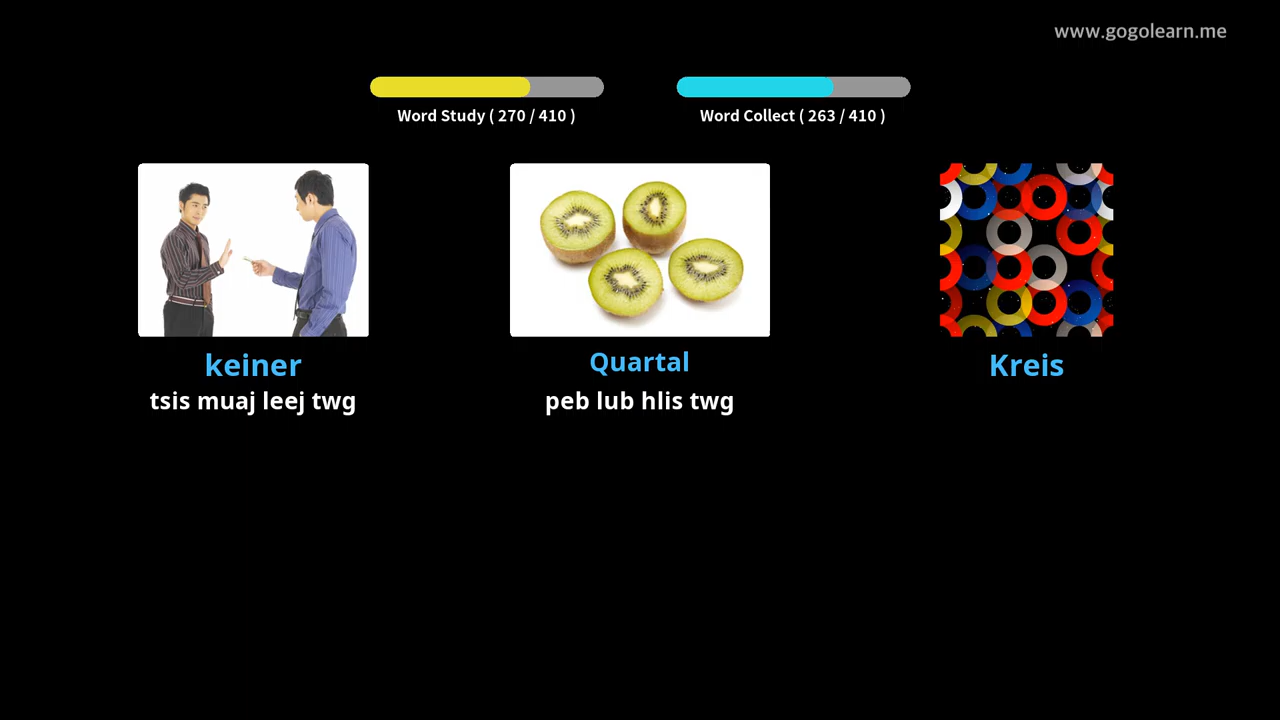 www.gogolearn.me
Word Study ( 270 / 410 )
Word Collect ( 263 / 410 )
keiner
tsis muaj leej twg
Quartal
peb lub hlis twg
Kreis